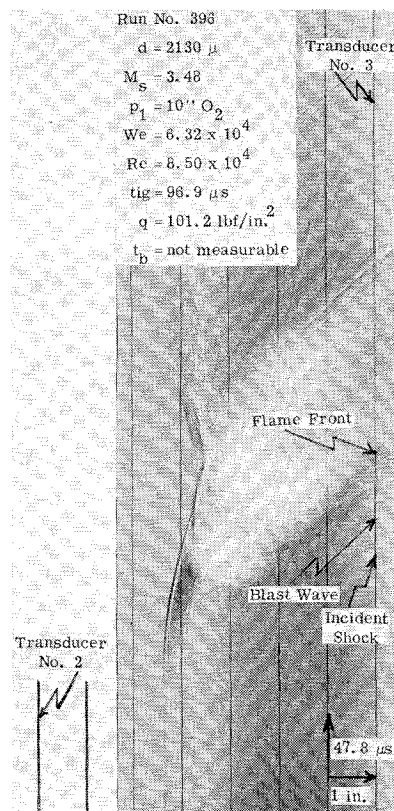 Run No. 396
d = 2130 μ
M_s = 3.48
p_1 = 10" O_2
We = 6.32 x 10^4
Re = 8.50 x 10^4
tig = 96.9 μs
q = 101.2 lbf/in.^2
t_b = not measurable
Transducer
No. 3
Flame Front
Blast Wave
Incident
Shock
Transducer
No. 2
47.8 μs
1 in.